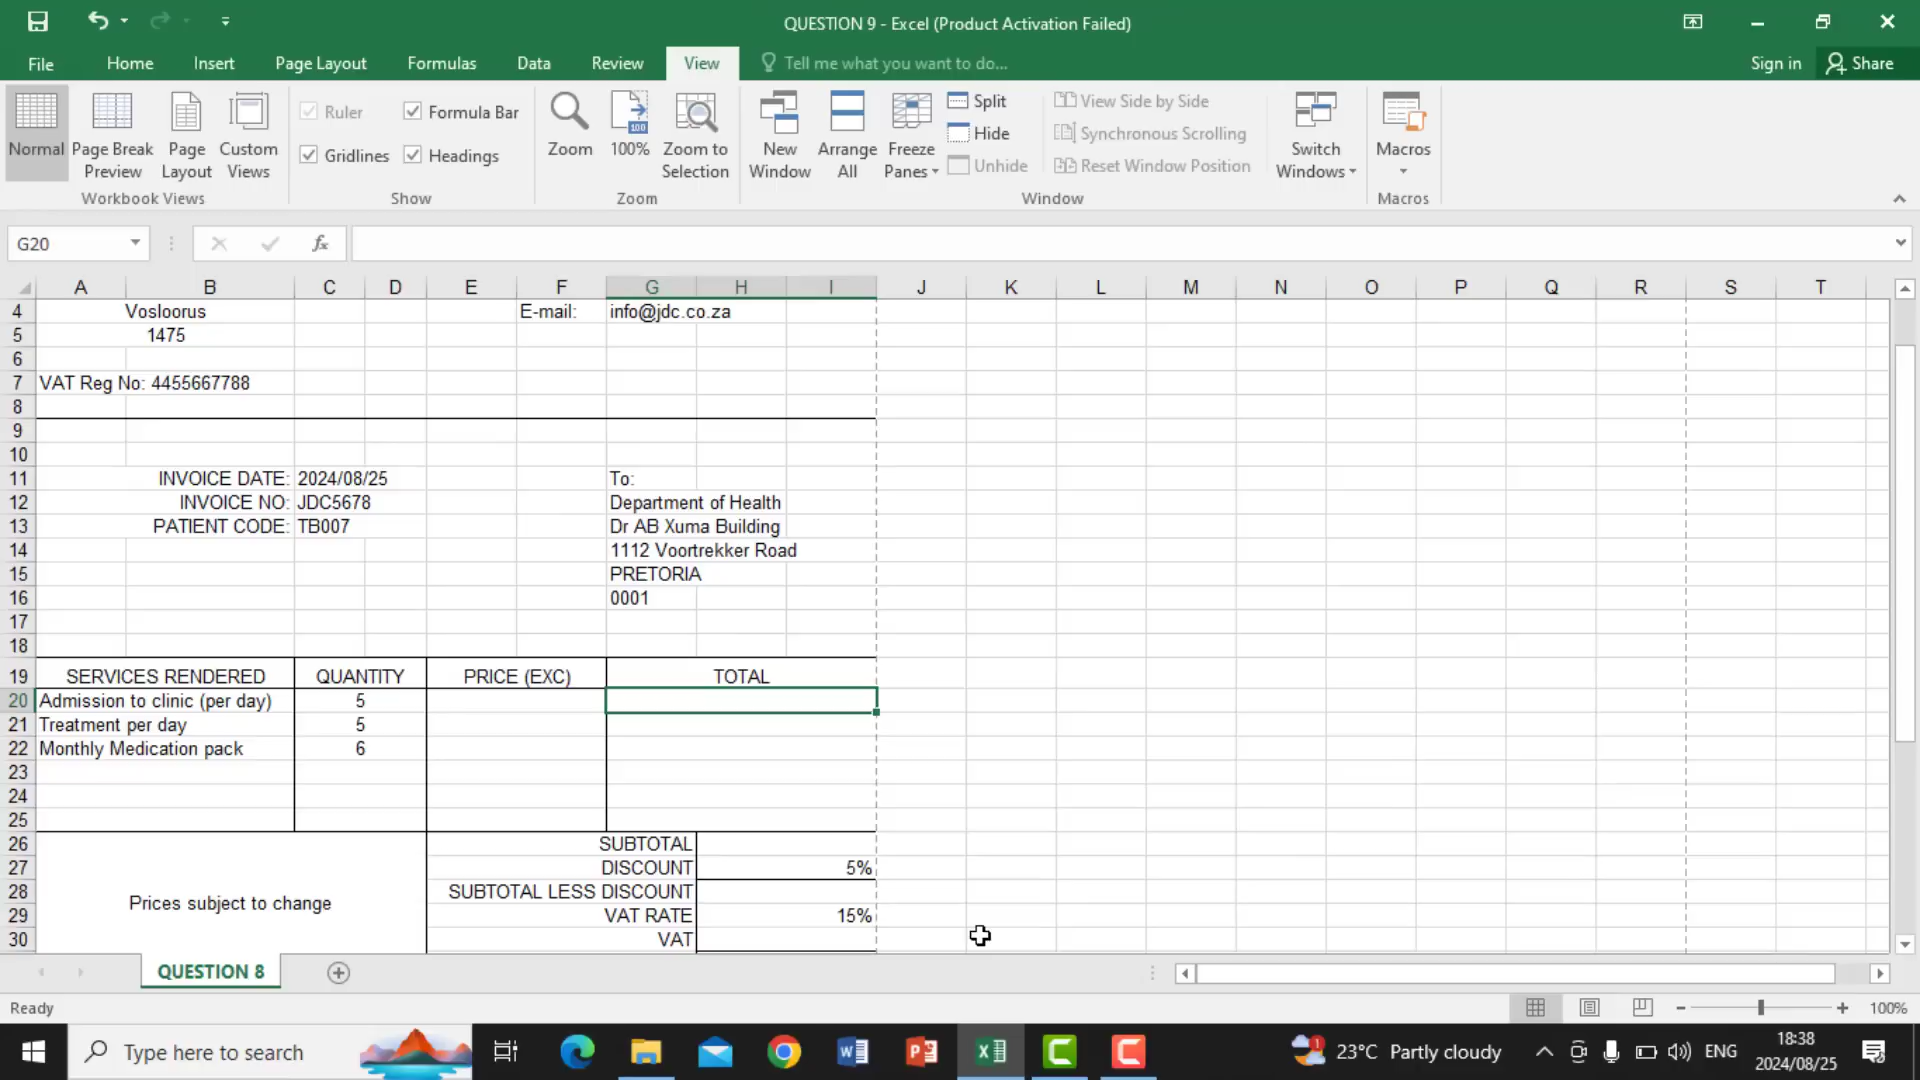 QUESTION 9 - Excel (Product Activation Failed)
File Home Insert Page Layout Formulas Data Review View Tell me what you want to do... Sign in Share
Normal Page Break Preview Page Layout Custom Views
Workbook Views
Ruler Formula Bar
Gridlines Headings
Show
Zoom 100% Zoom to Selection
100
Zoom
New Window Arrange All Freeze Panes
Split
Hide
Unhide
View Side by Side
Synchronous Scrolling
Reset Window Position
Switch Windows
Window
Macros
Macros
G20 fx
A B C D E F G H I J K L M N O P Q R S T
4 Vosloorus E-mail: info@jdc.co.za
5 1475
6
7 VAT Reg No: 4455667788
8
9
10
11 INVOICE DATE: 2024/08/25 To:
12 INVOICE NO: JDC5678 Department of Health
13 PATIENT CODE: TB007 Dr AB Xuma Building
14 1112 Voortrekker Road
15 PRETORIA
16 0001
17
18
19 SERVICES RENDERED QUANTITY PRICE (EXC) TOTAL
20 Admission to clinic (per day) 5
21 Treatment per day 5
22 Monthly Medication pack 6
23
24
25
26 SUBTOTAL
27 DISCOUNT 5%
28 Prices subject to change SUBTOTAL LESS DISCOUNT
29 VAT RATE 15%
30 VAT
QUESTION 8
Ready 100%
Type here to search 23°C Partly cloudy ENG 18:38
2024/08/25